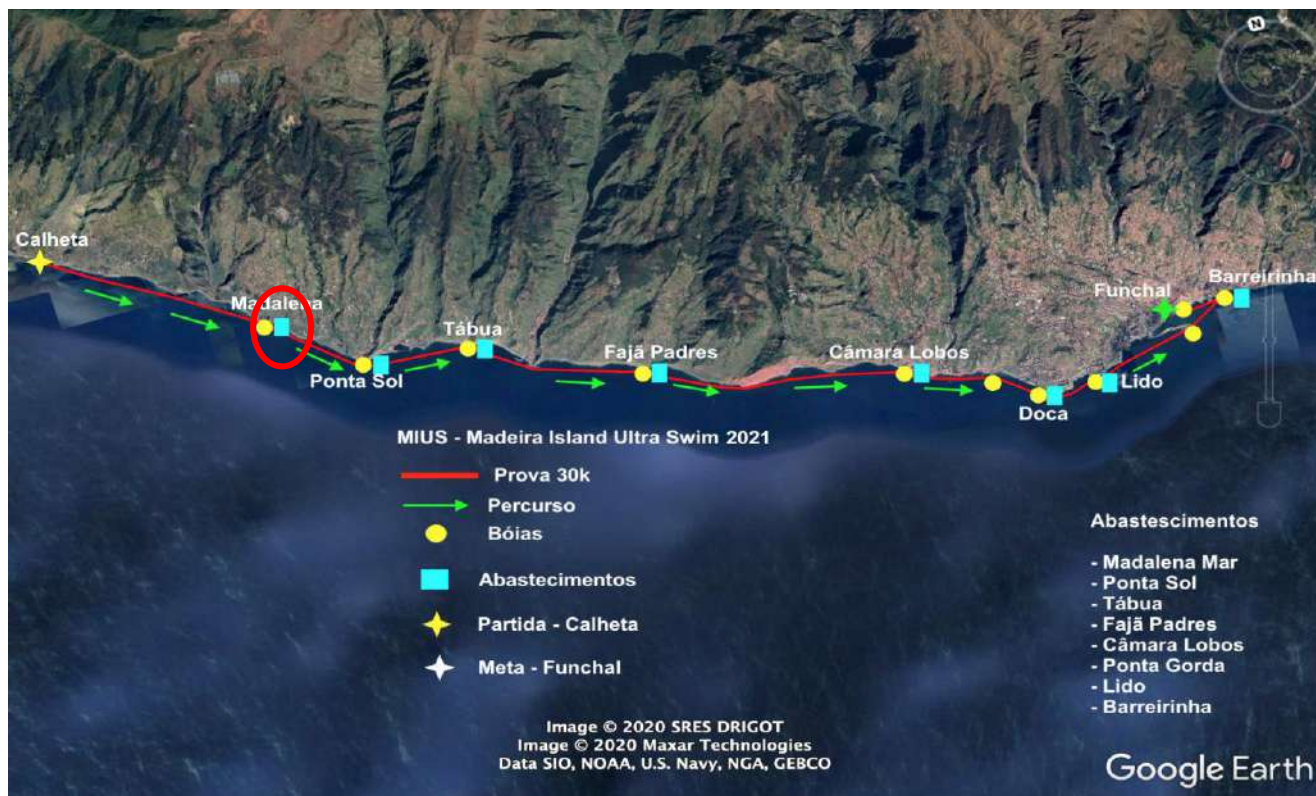 Calheta
Madalena
Ponta Sol
Tábua
Fajã Padres
Câmara Lobos
Doca
Lido
Funchal
Barreirinha
N
MIUS - Madeira Island Ultra Swim 2021
Prova 30k
Percurso
Bóias
Abastecimentos
Partida - Calheta
Meta - Funchal
Abastescimentos
- Madalena Mar
- Ponta Sol
- Tábua
- Fajã Padres
- Câmara Lobos
- Ponta Gorda
- Lido
- Barreirinha
Image © 2020 SRES DRIGOT
Image © 2020 Maxar Technologies
Data SIO, NOAA, U.S. Navy, NGA, GEBCO
Google Earth